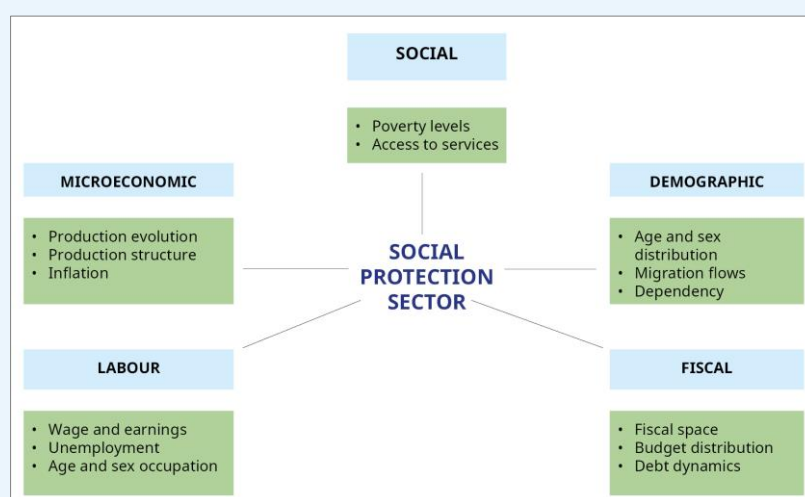 SOCIAL
• Poverty levels
• Access to services
MICROECONOMIC
• Production evolution
• Production structure
• Inflation
DEMOGRAPHIC
• Age and sex
distribution
• Migration flows
• Dependency
SOCIAL
PROTECTION
SECTOR
LABOUR
• Wage and earnings
• Unemployment
• Age and sex occupation
FISCAL
• Fiscal space
• Budget distribution
• Debt dynamics